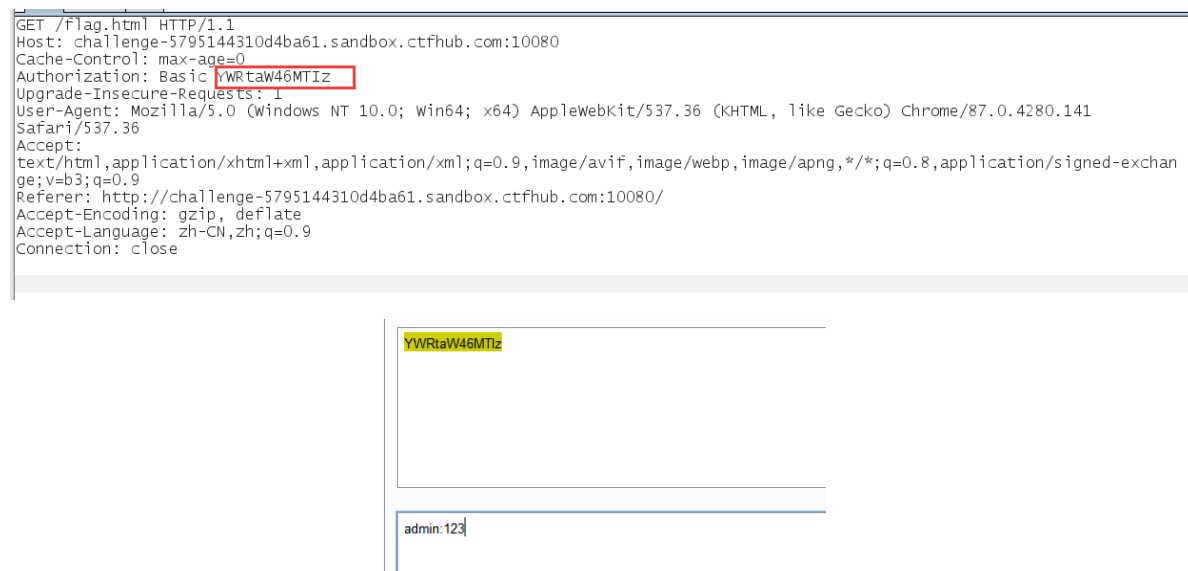 GET /flag.html HTTP/1.1
Host: challenge-5795144310d4ba61.sandbox.ctfhub.com:10080
Cache-Control: max-age=0
Authorization: Basic YWRtaW46MTIz
Upgrade-Insecure-Requests: 1
User-Agent: Mozilla/5.0 (Windows NT 10.0; Win64; x64) AppleWebKit/537.36 (KHTML, like Gecko) Chrome/87.0.4280.141
Safari/537.36
Accept:
text/html,application/xhtml+xml,application/xml;q=0.9,image/avif,image/webp,image/apng,*/*;q=0.8,application/signed-exchan
ge;v=b3;q=0.9
Referer: http://challenge-5795144310d4ba61.sandbox.ctfhub.com:10080/
Accept-Encoding: gzip, deflate
Accept-Language: zh-CN,zh;q=0.9
Connection: close
YWRtaW46MTIz
admin:123